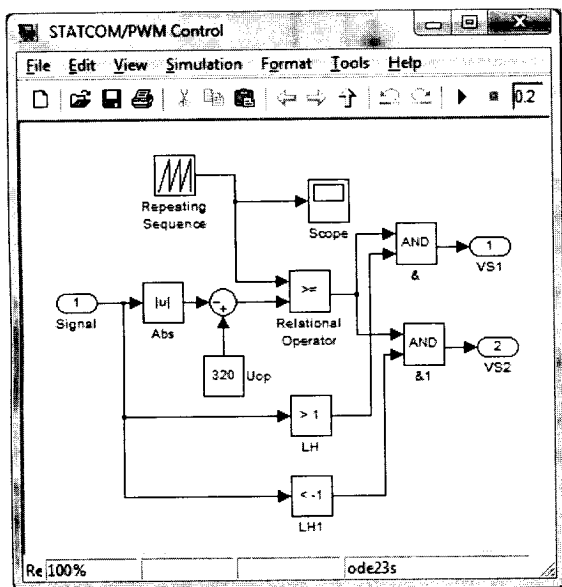 STATCOM/PWM Control
File Edit View Simulation Format Tools Help
0.2
Repeating
Sequence
Scope
AND
&
1
VS1
1
Signal
|u|
Abs
-
+
>=
Relational
Operator
AND
&1
2
VS2
320
Uop
> 1
LH
< -1
LH1
Re 100%
ode23s